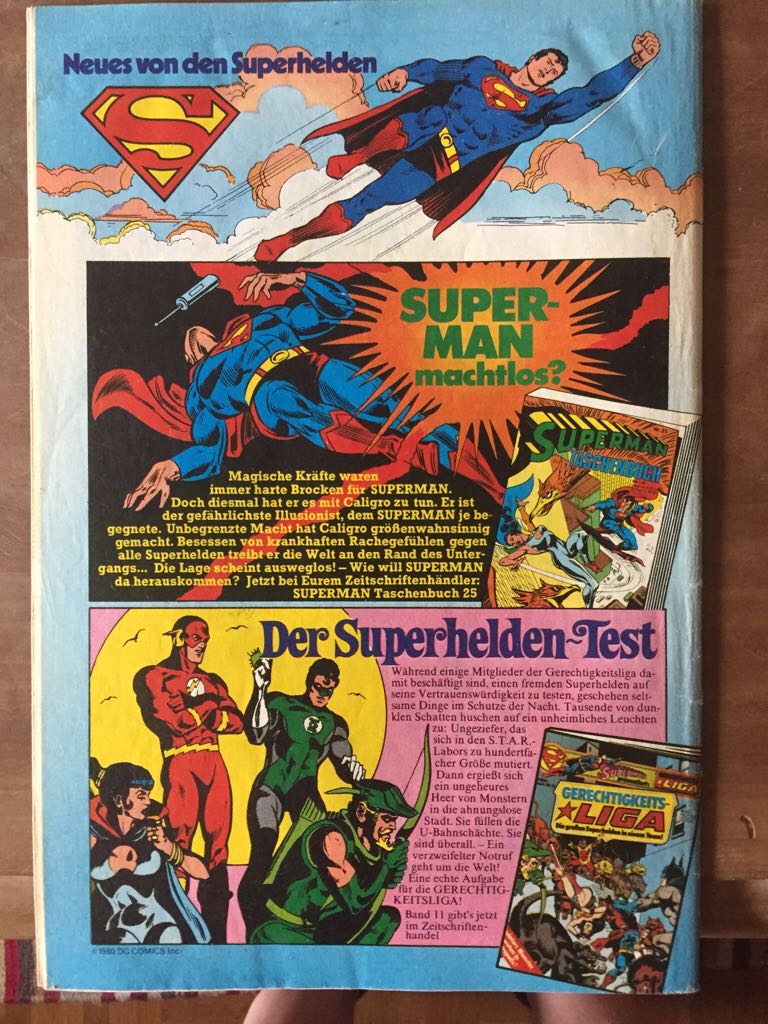 Neues von den Superhelden
S
SUPER-
MAN
machtlos?
SUPERMAN
TASCHENBUCH
Magische Kräfte waren
immer harte Brocken für SUPERMAN.
Doch diesmal hat er es mit Caligro zu tun. Er ist
der gefährlichste Illusionist, dem SUPERMAN je be-
gegnete. Unbegrenzte Macht hat Caligro größenwahnsinnig
gemacht. Besessen von krankhaften Rachegefühlen gegen
alle Superhelden treibt er die Welt an den Rand des Unter-
gangs... Die Lage scheint ausweglos! – Wie will SUPERMAN
da herauskommen? Jetzt bei Eurem Zeitschriftenhändler:
SUPERMAN Taschenbuch 25
Der Superhelden-Test
Während einige Mitglieder der Gerechtigkeitsliga da-
mit beschäftigt sind, einen fremden Superhelden auf
seine Vertrauenswürdigkeit zu testen, geschehen selt-
same Dinge im Schutze der Nacht. Tausende von dun-
klen Schatten huschen auf ein unheimliches Leuchten
zu: Ungeziefer, das
sich in den S.T.A.R.-
Labors zu hundertfa-
cher Größe mutiert.
Dann ergießt sich
ein ungeheures
Heer von Monstern
in die ahnungslose
Stadt. Sie füllen die
U-Bahnschächte. Sie
sind überall. – Ein
verzweifelter Notruf
geht um die Welt!
Eine echte Aufgabe
für die GERECHTIG-
KEITSLIGA!
Band 11 gibt's jetzt
im Zeitschriften-
handel
SUPERMAN
LIGA
GERECHTIGKEITS-
LIGA
Die großen Superhelden in einem Team!
© 1980 DC COMICS Inc.